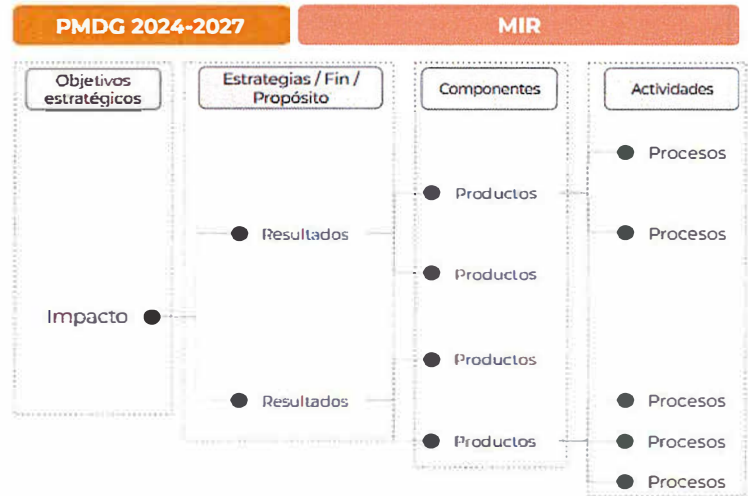 PMDG 2024-2027
MIR
Objetivos
estratégicos
Estrategias / Fin /
Propósito
Componentes
Actividades
Procesos
Productos
Resultados
Procesos
Productos
Impacto
Productos
Resultados
Procesos
Productos
Procesos
Procesos